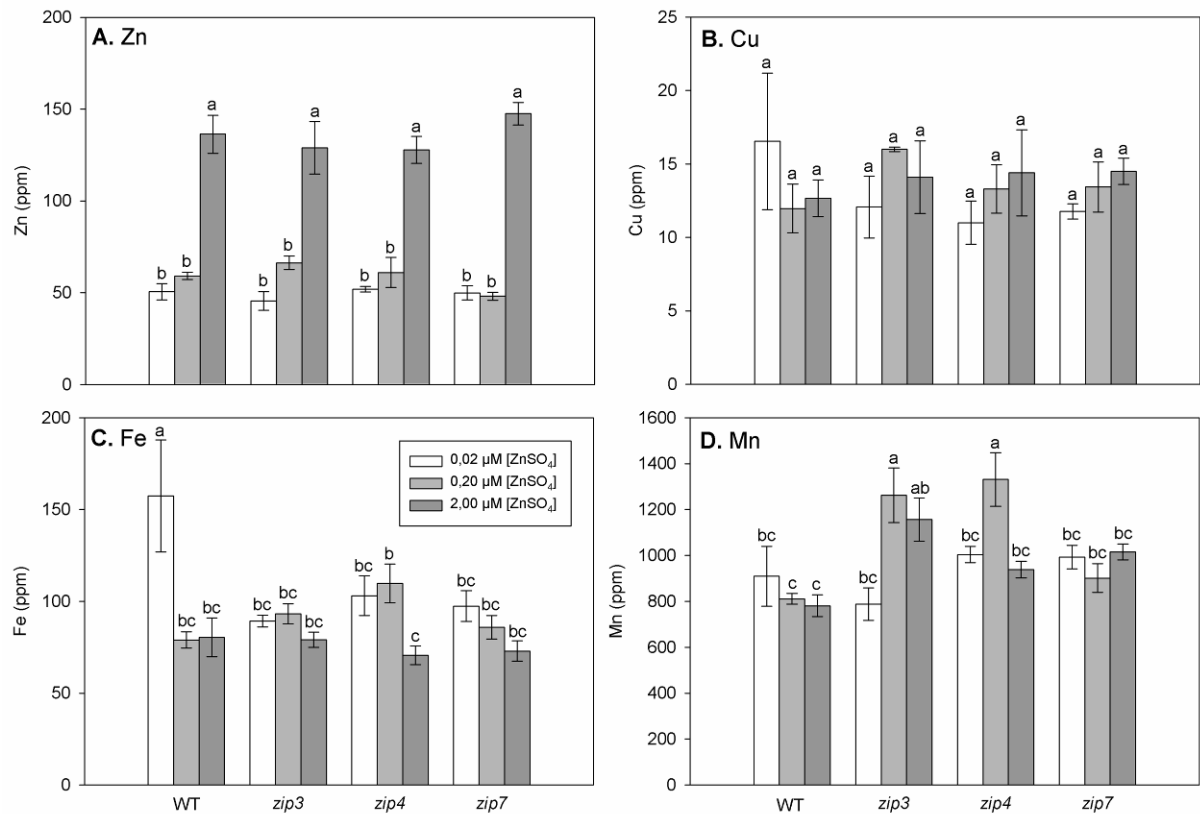 A. Zn
Zn (ppm)
200
150
100
50
0
b b a
b b a
b b a
b b a
B. Cu
Cu (ppm)
25
20
15
10
5
0
a a a
a a a
a a a
a a a
C. Fe
Fe (ppm)
200
150
100
50
0
a bc bc
bc bc bc
bc b c
bc bc bc
0,02 µM [ZnSO₄]
0,20 µM [ZnSO₄]
2,00 µM [ZnSO₄]
WT zip3 zip4 zip7
D. Mn
Mn (ppm)
1600
1400
1200
1000
800
600
400
200
0
bc c c
bc a ab
bc a bc
bc bc bc
WT zip3 zip4 zip7